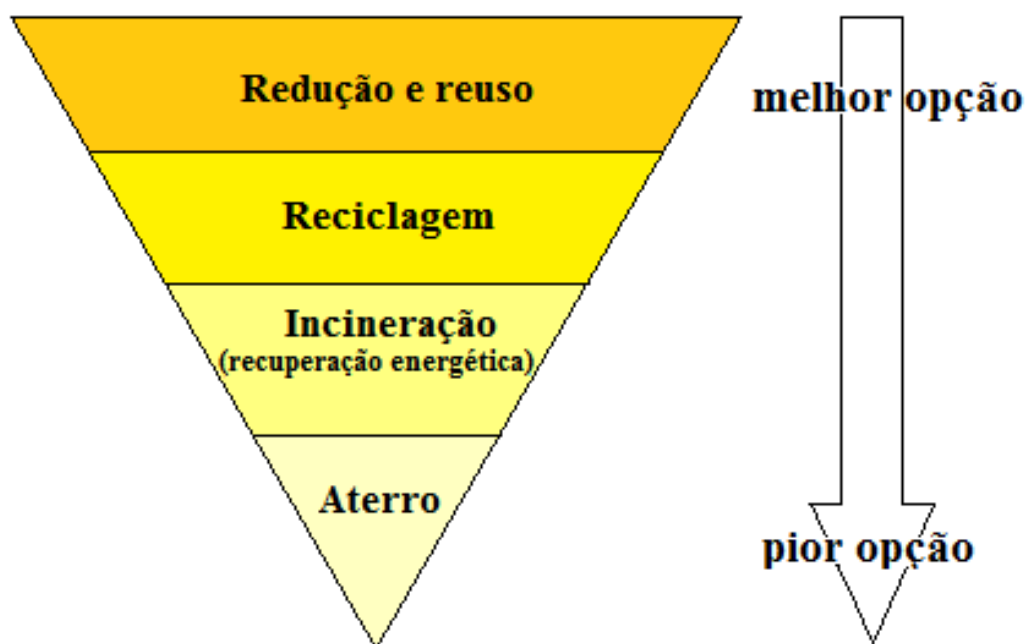 Redução e reuso
melhor opção
Reciclagem
Incineração
(recuperação energética)
Aterro
pior opção